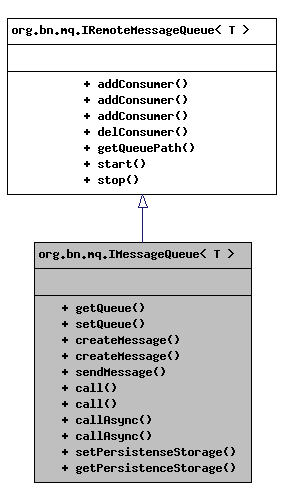 org.bn.mq.IRemoteMessageQueue< T >
+ addConsumer()
+ addConsumer()
+ addConsumer()
+ delConsumer()
+ getQueuePath()
+ start()
+ stop()
org.bn.mq.IMessageQueue< T >
+ getQueue()
+ setQueue()
+ createMessage()
+ createMessage()
+ sendMessage()
+ call()
+ call()
+ callAsync()
+ callAsync()
+ setPersistenseStorage()
+ getPersistenceStorage()